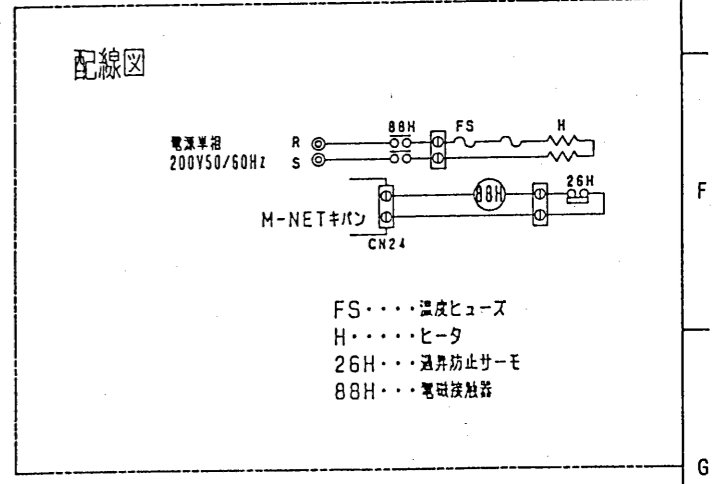 配線図
電源単相
200V50/60Hz
R
S
88H
FS
H
M-NETキバン
CN24
88H
26H
FS・・・・温度ヒューズ
H・・・・・ヒータ
26H・・・過昇防止サーモ
88H・・・電磁接触器
F
G